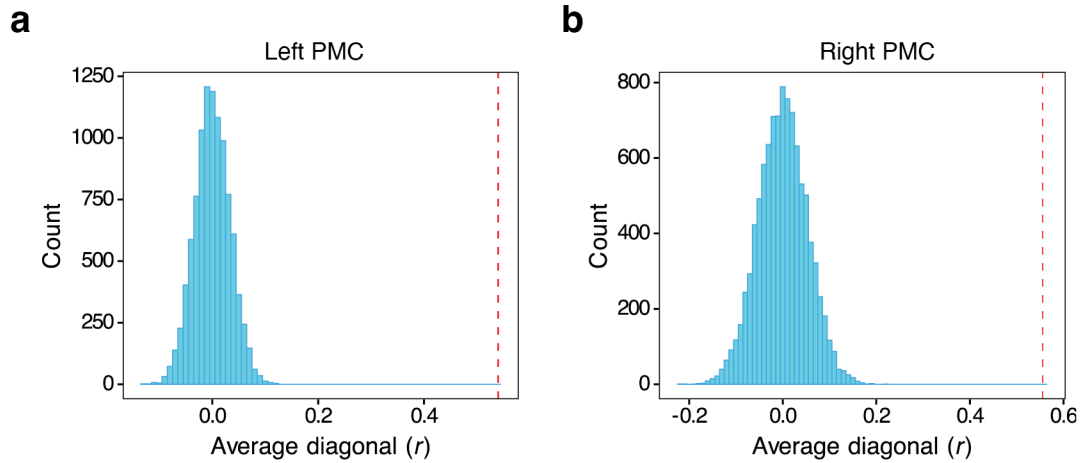 a
Left PMC
1250
1000
750
500
250
0
Count
0.0 0.2 0.4
Average diagonal (r)
b
Right PMC
800
600
400
200
0
Count
-0.2 0.0 0.2 0.4 0.6
Average diagonal (r)